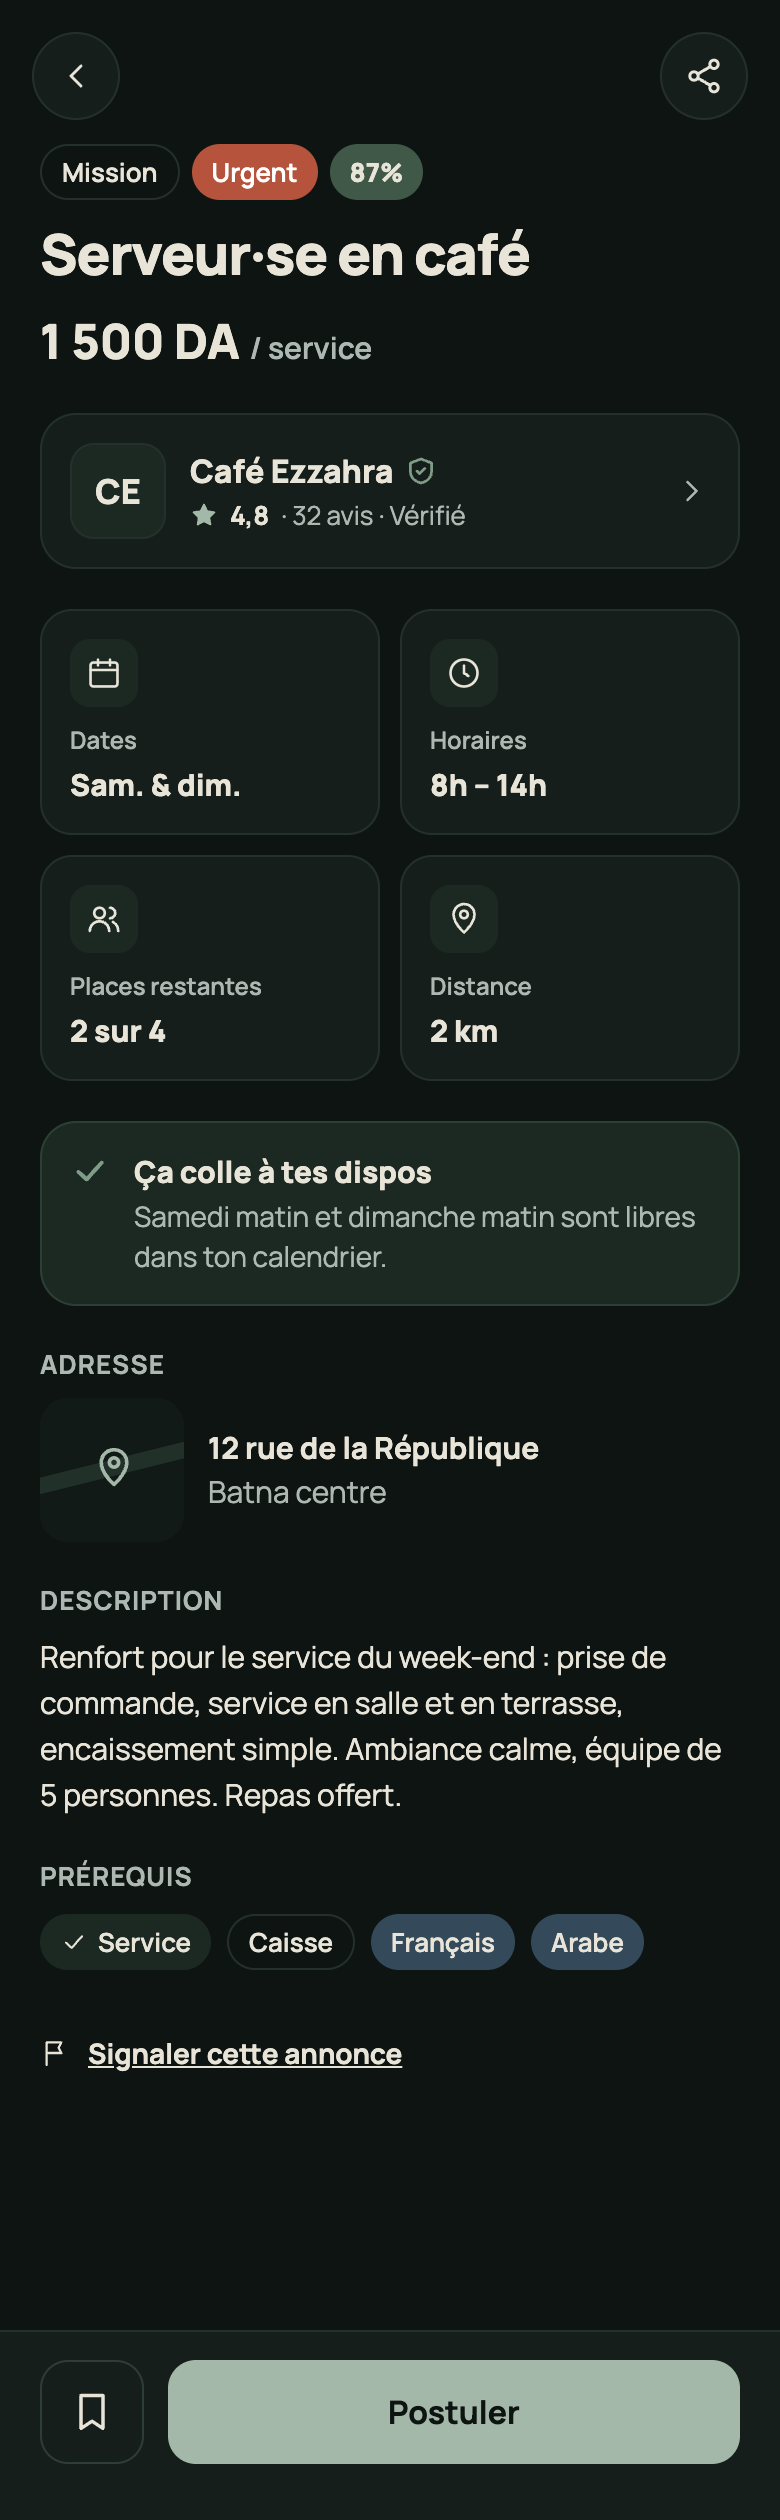 Mission
Urgent
87%
Serveur·se en café
1 500 DA / service
CE
Café Ezzahra
4,8 · 32 avis · Vérifié
Dates
Sam. & dim.
Horaires
8h – 14h
Places restantes
2 sur 4
Distance
2 km
Ça colle à tes dispos
Samedi matin et dimanche matin sont libres
dans ton calendrier.
ADRESSE
12 rue de la République
Batna centre
DESCRIPTION
Renfort pour le service du week-end : prise de
commande, service en salle et en terrasse,
encaissement simple. Ambiance calme, équipe de
5 personnes. Repas offert.
PRÉREQUIS
Service
Caisse
Français
Arabe
Signaler cette annonce
Postuler